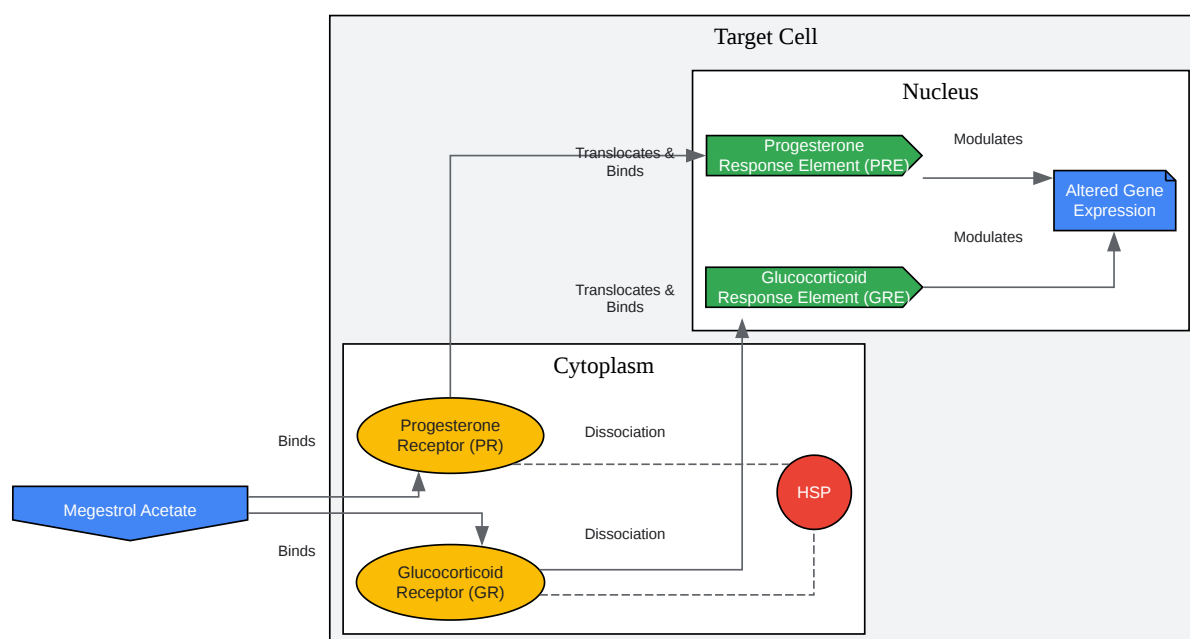 Target Cell
Nucleus
Translocates &
Binds
Progesterone
Response Element (PRE)
Modulates
Altered Gene
Expression
Modulates
Translocates &
Binds
Glucocorticoid
Response Element (GRE)
Cytoplasm
Binds
Progesterone
Receptor (PR)
Dissociation
HSP
Megestrol Acetate
Binds
Dissociation
Glucocorticoid
Receptor (GR)